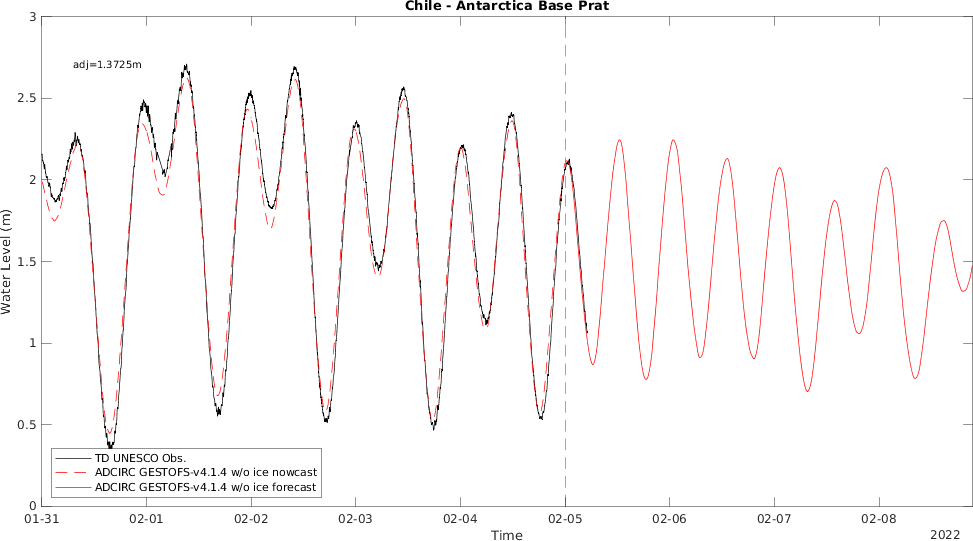 Chile - Antarctica Base Prat
3
adj=1.3725m
2.5
2
1.5
1
0.5
0
Water Level (m)
TD UNESCO Obs.
ADCIRC GESTOFS-v4.1.4 w/o ice nowcast
ADCIRC GESTOFS-v4.1.4 w/o ice forecast
01-31 02-01 02-02 02-03 02-04 02-05 02-06 02-07 02-08
Time
2022